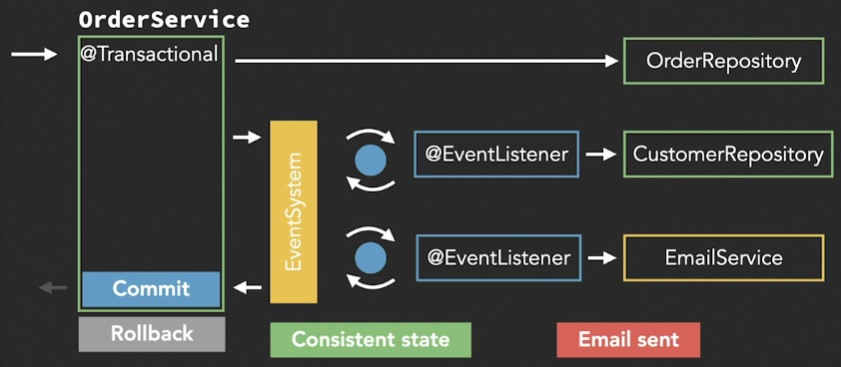 OrderService
@Transactional
OrderRepository
EventSystem
@EventListener
CustomerRepository
@EventListener
EmailService
Commit
Rollback
Consistent state
Email sent